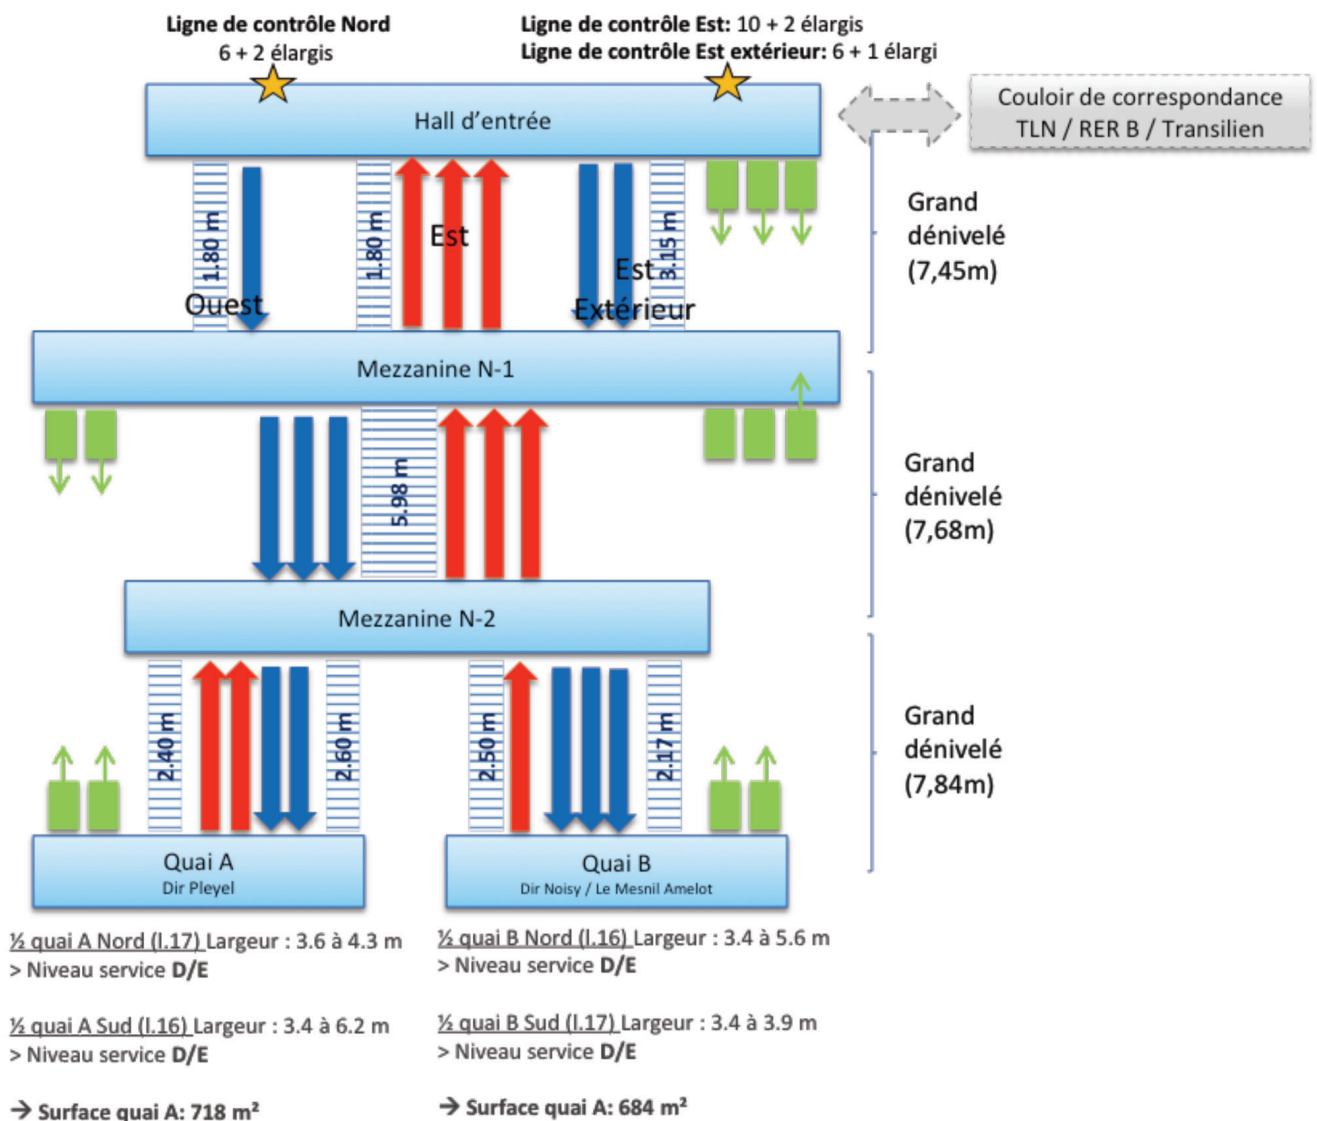 Ligne de contrôle Nord
6 + 2 élargis
Ligne de contrôle Est: 10 + 2 élargis
Ligne de contrôle Est extérieur: 6 + 1 élargi
Hall d'entrée
Couloir de correspondance
TLN / RER B / Transilien
1.80 m
Ouest
1.80 m
Est
Est
Extérieur
3.15 m
Grand
dénivelé
(7,45m)
Mezzanine N-1
5.98 m
Grand
dénivelé
(7,68m)
Mezzanine N-2
2.40 m
2.60 m
2.50 m
2.17 m
Grand
dénivelé
(7,84m)
Quai A
Dir Pleyel
Quai B
Dir Noisy / Le Mesnil Amelot
½ quai A Nord (l.17) Largeur : 3.6 à 4.3 m
> Niveau service D/E
½ quai A Sud (l.16) Largeur : 3.4 à 6.2 m
> Niveau service D/E
→ Surface quai A: 718 m²
½ quai B Nord (l.16) Largeur : 3.4 à 5.6 m
> Niveau service D/E
½ quai B Sud (l.17) Largeur : 3.4 à 3.9 m
> Niveau service D/E
→ Surface quai A: 684 m²